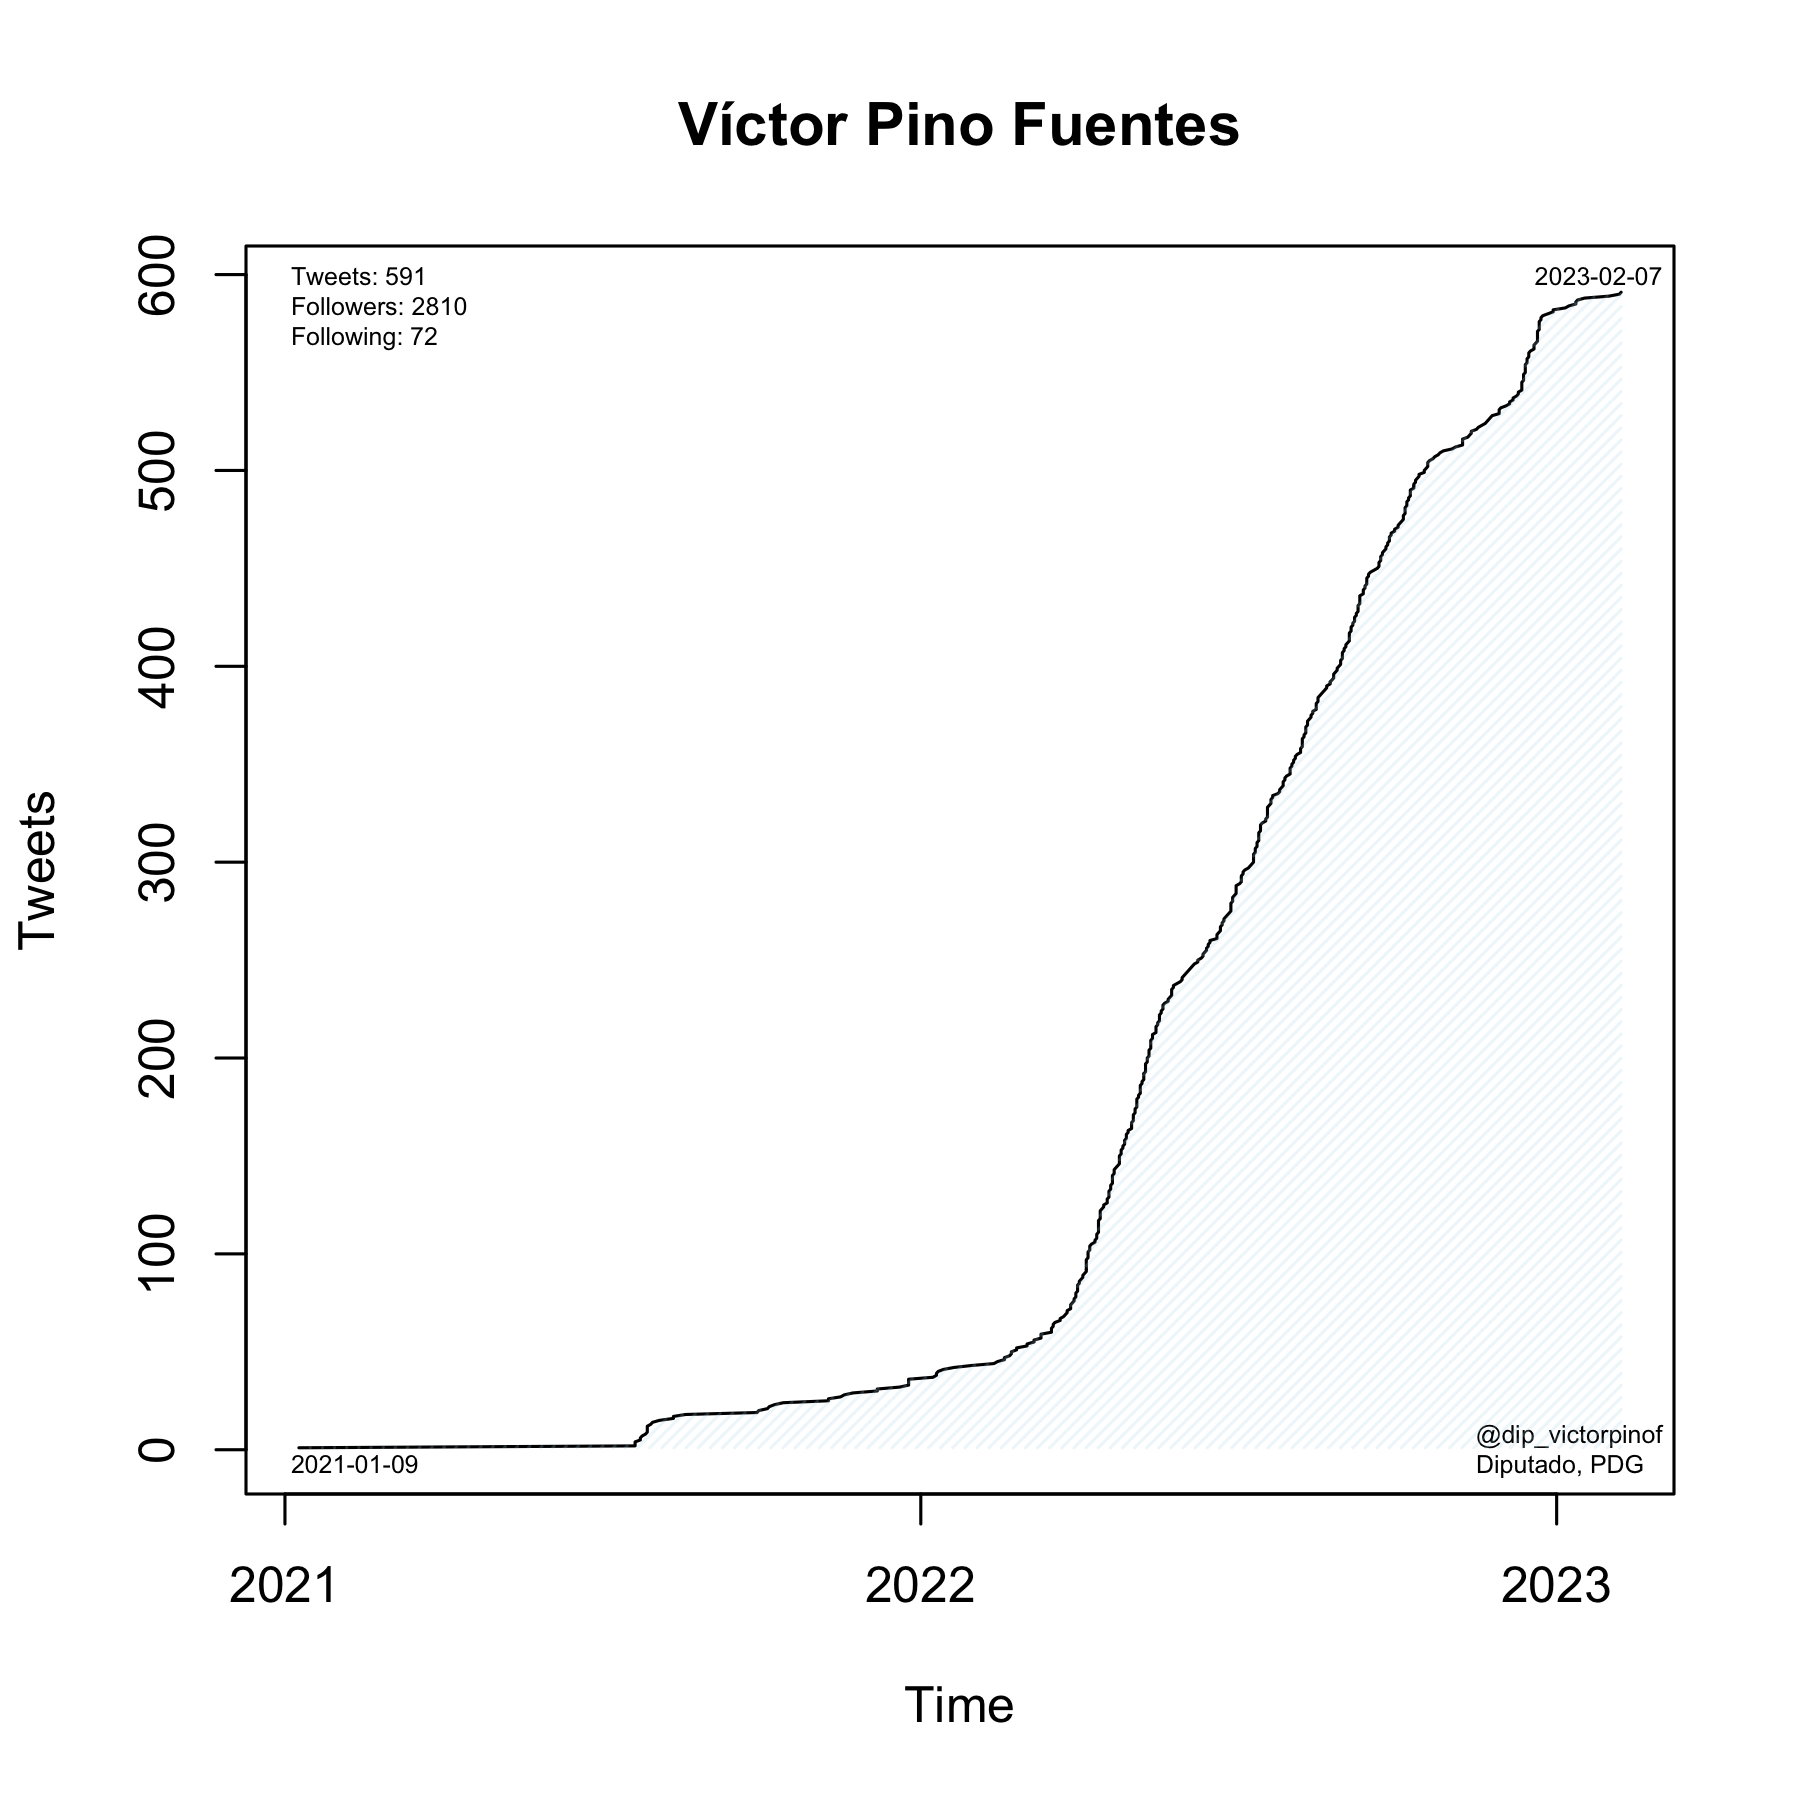 Víctor Pino Fuentes
Tweets: 591
Followers: 2810
Following: 72
2023-02-07
600
500
400
300
200
100
0
Tweets
2021-01-09
@dip_victorpinof
Diputado, PDG
2021
2022
2023
Time